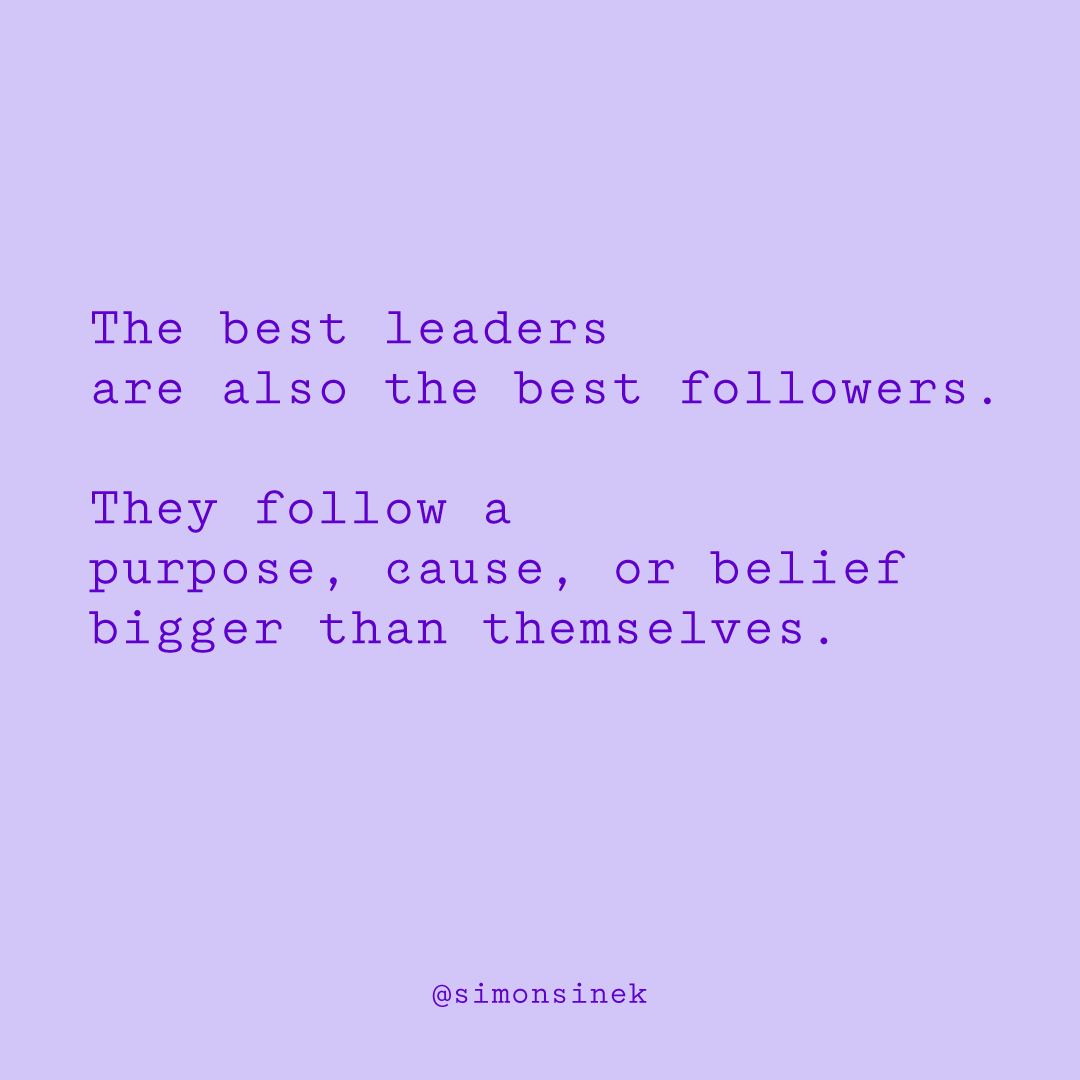 The best leaders
are also the best followers.
They follow a
purpose, cause, or belief
bigger than themselves.
@simonsinek